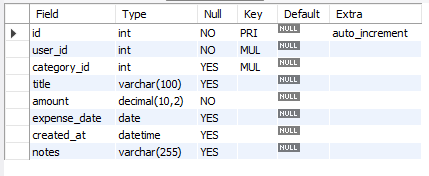 Field Type Null Key Default Extra
id int NO PRI NULL auto_increment
user_id int NO MUL NULL
category_id int YES MUL NULL
title varchar(100) YES NULL
amount decimal(10,2) NO NULL
expense_date date YES NULL
created_at datetime YES NULL
notes varchar(255) YES NULL